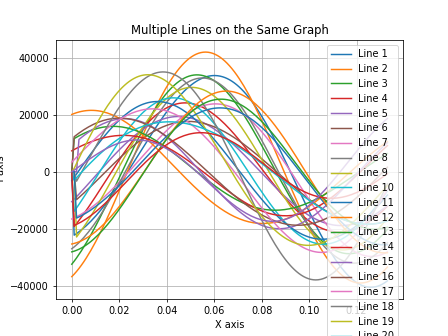 Multiple Lines on the Same Graph
40000
20000
0
−20000
−40000
0.00
0.02
0.04
0.06
0.08
0.10
X axis
axis
Line 1
Line 2
Line 3
Line 4
Line 5
Line 6
Line 7
Line 8
Line 9
Line 10
Line 11
Line 12
Line 13
Line 14
Line 15
Line 16
Line 17
Line 18
Line 19
Line 20